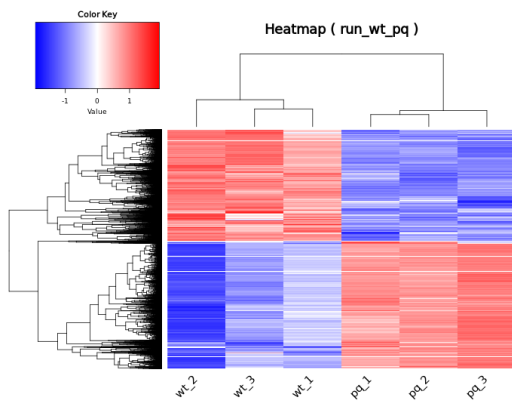 Color Key
-1 0 1
Value
Heatmap ( run_wt_pq )
wt_2 wt_3 wt_1 pq_1 pq_2 pq_3